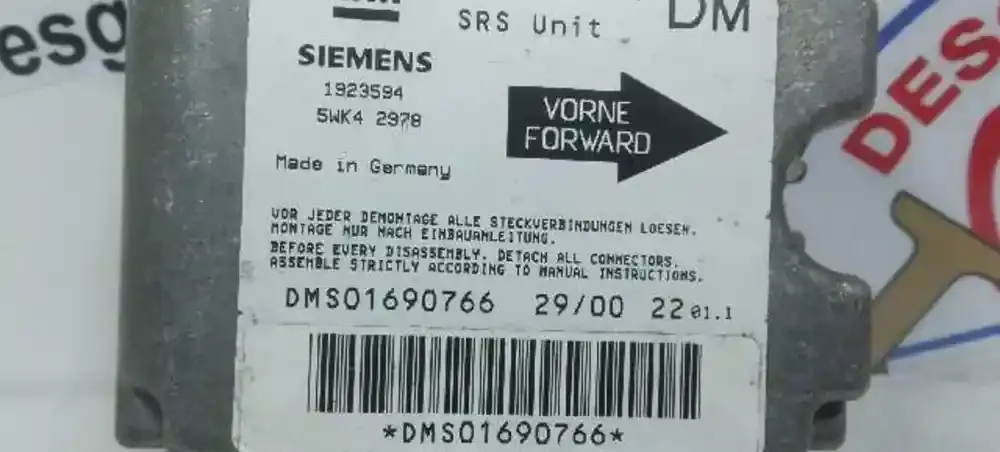 esg
SRS Unit
DM
SIEMENS
1923594
5WK4 2978
VORNE
FORWARD
Made in Germany
VOR JEDER DEMONTAGE ALLE STECKVERBINDUNGEN LOESEN.
MONTAGE NUR NACH EINBAUANLEITUNG.
BEFORE EVERY DISASSEMBLY. DETACH ALL CONNECTORS.
ASSEMBLE STRICTLY ACCORDING TO MANUAL INSTRUCTIONS.
DMS01690766 29/00 22 01.I
*DMS01690766*
DES